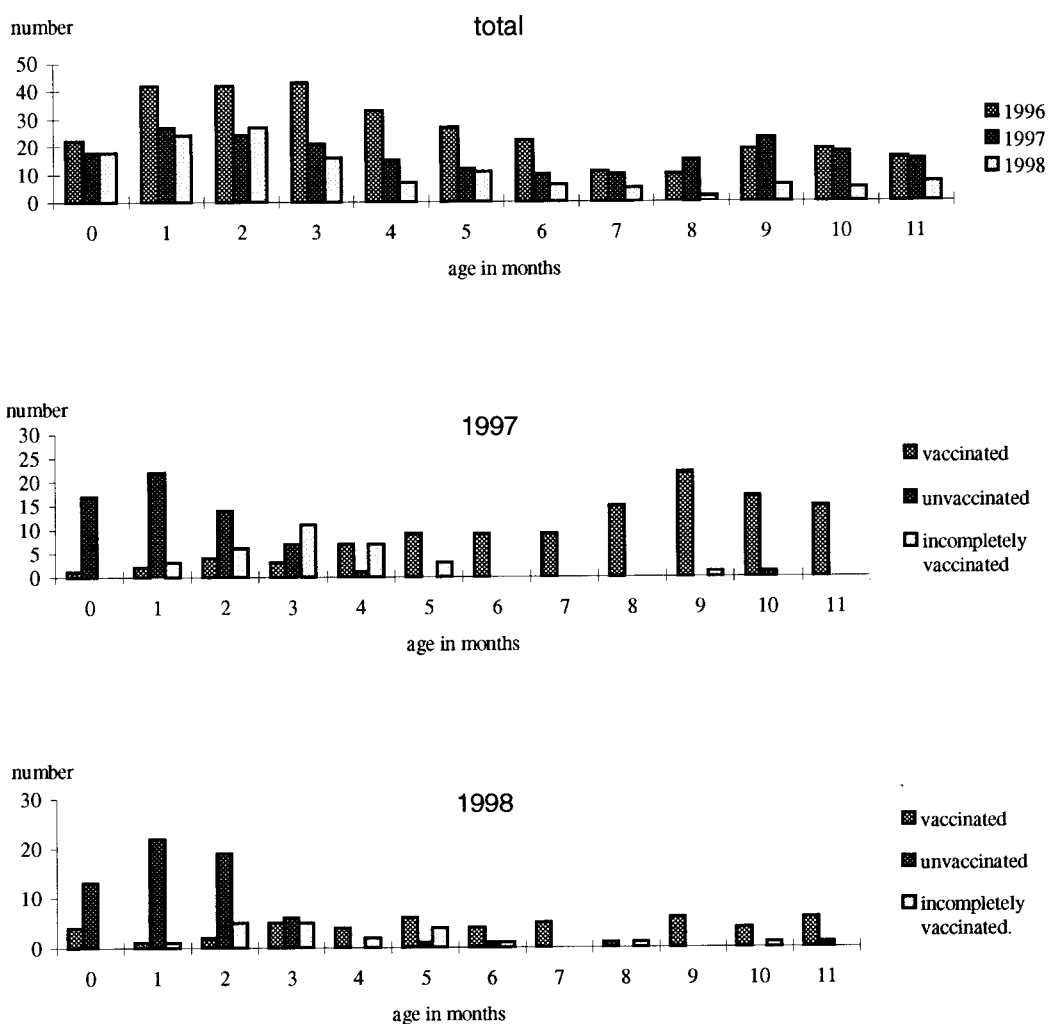 total
number
50
40
30
20
10
0
0 1 2 3 4 5 6 7 8 9 10 11
age in months
1996
1997
1998
1997
number
30
25
20
15
10
5
0
0 1 2 3 4 5 6 7 8 9 10 11
age in months
vaccinated
unvaccinated
incompletely
vaccinated
number
1998
30
20
10
0
0 1 2 3 4 5 6 7 8 9 10 11
age in months
vaccinated
unvaccinated
incompletely
vaccinated.